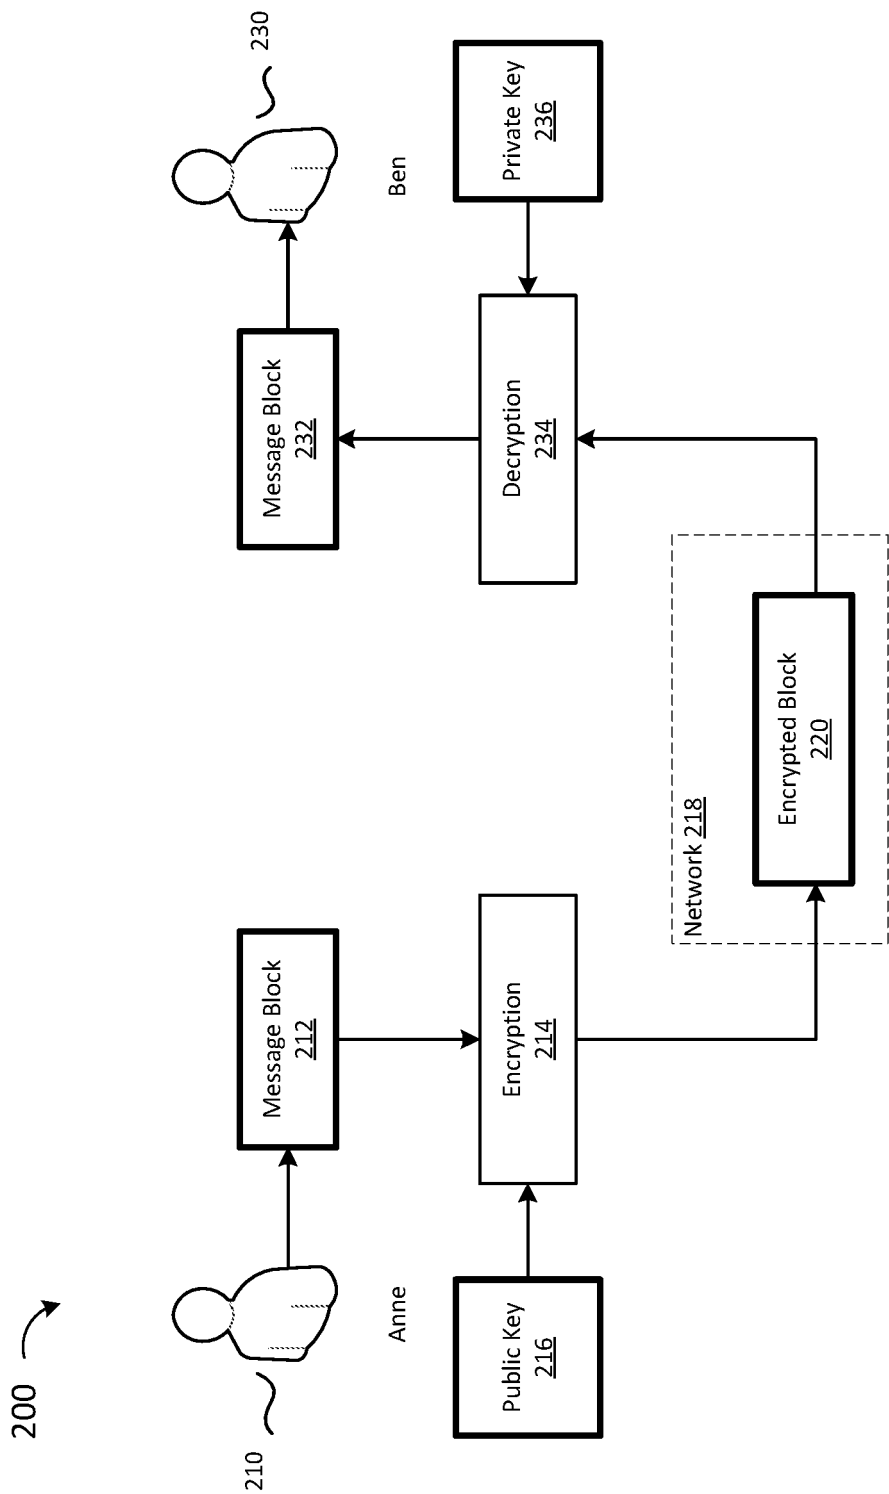 200
210
Anne
Message Block
212
Public Key
216
Encryption
214
Network 218
Encrypted Block
220
230
Ben
Message Block
232
Decryption
234
Private Key
236